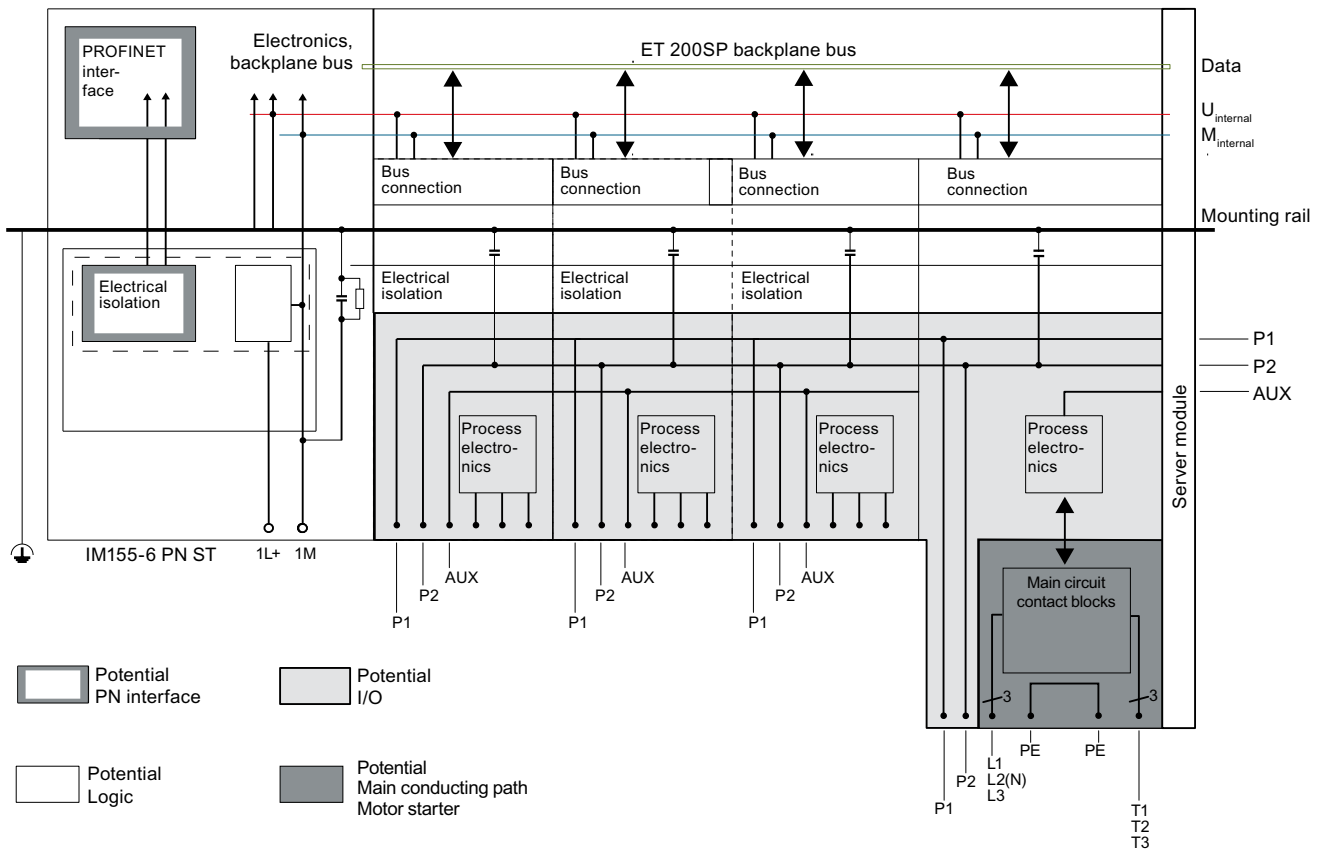 PROFINET
inter-
face
Electronics,
backplane bus
ET 200SP backplane bus
Data
U internal
M internal
Bus
connection
Bus
connection
Bus
connection
Bus
connection
Mounting rail
Electrical
isolation
Electrical
isolation
Electrical
isolation
Electrical
isolation
P1
P2
AUX
Process
electro-
nics
Process
electro-
nics
Process
electro-
nics
Process
electro-
nics
Server module
IM155-6 PN ST
1L+
1M
P1
P2
AUX
P1
P2
AUX
P1
P2
AUX
Main circuit
contact blocks
3
3
P1
P2
L1
L2(N)
L3
PE
PE
T1
T2
T3
Potential
PN interface
Potential
I/O
Potential
Logic
Potential
Main conducting path
Motor starter